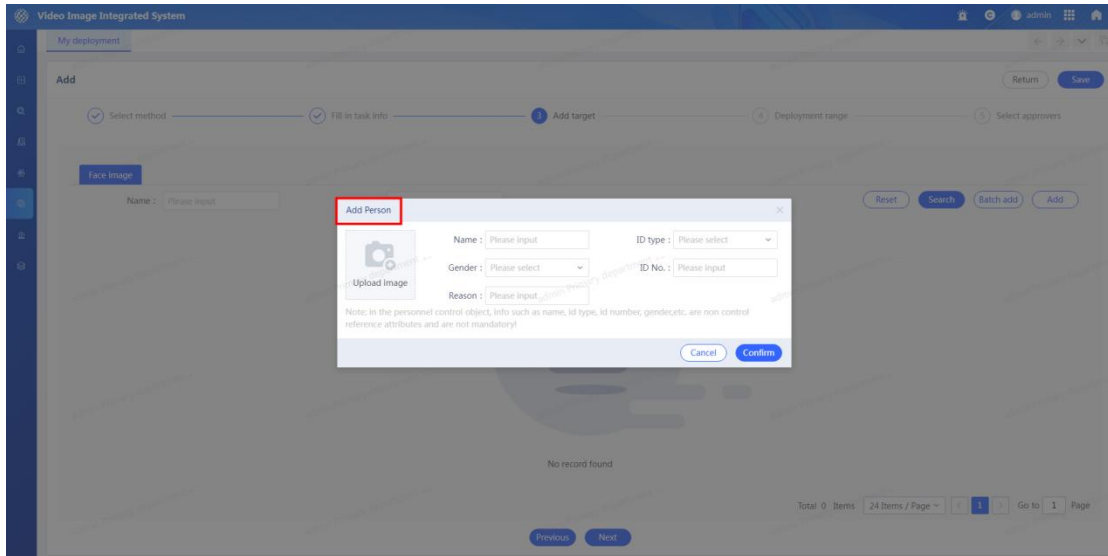 Video Image Integrated System
admin
My deployment
Add
Return
Save
Select method
Fill in task info
3 Add target
4 Deployment range
5 Select approvers
Face Image
Name : Please input
Reset
Search
Batch add
Add
Add Person
Upload image
Name : Please input
ID type : Please select
Gender : Please select
ID No. : Please input
Reason : Please input
Note: in the personnel control object, info such as name, id type, id number, gender,etc. are non control
reference attributes and are not mandatory!
Cancel
Confirm
No record found
Total 0 Items
24 Items / Page
1
Go to 1 Page
Previous
Next